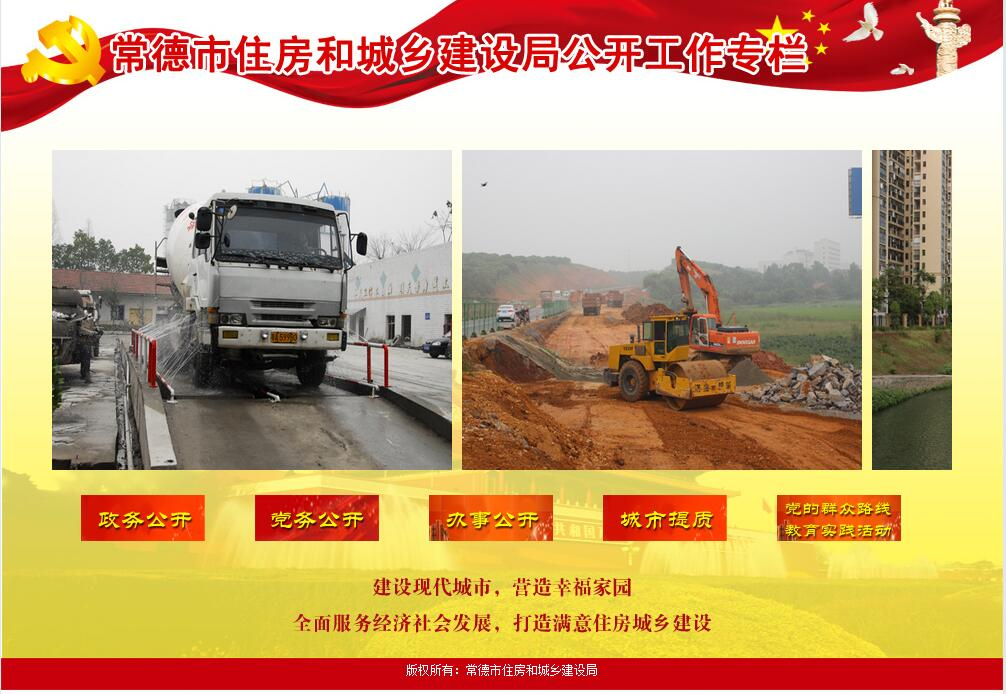 常德市住房和城乡建设局公开工作专栏
政务公开
党务公开
办事公开
城市提质
党的群众路线
教育实践活动
建设现代城市，营造幸福家园
全面服务经济社会发展，打造满意住房城乡建设
版权所有：常德市住房和城乡建设局